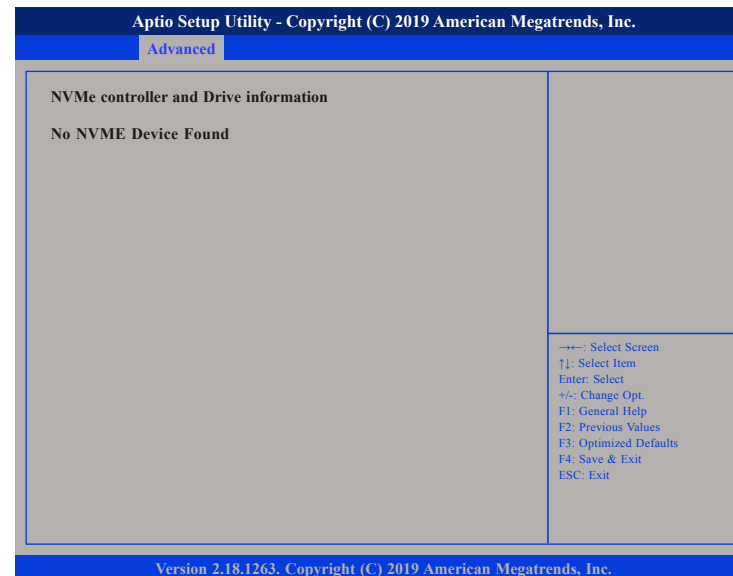 Aptio Setup Utility - Copyright (C) 2019 American Megatrends, Inc.
Advanced
NVMe controller and Drive information
No NVME Device Found
→←: Select Screen
↑↓: Select Item
Enter: Select
+/-: Change Opt.
F1: General Help
F2: Previous Values
F3: Optimized Defaults
F4: Save & Exit
ESC: Exit
Version 2.18.1263. Copyright (C) 2019 American Megatrends, Inc.